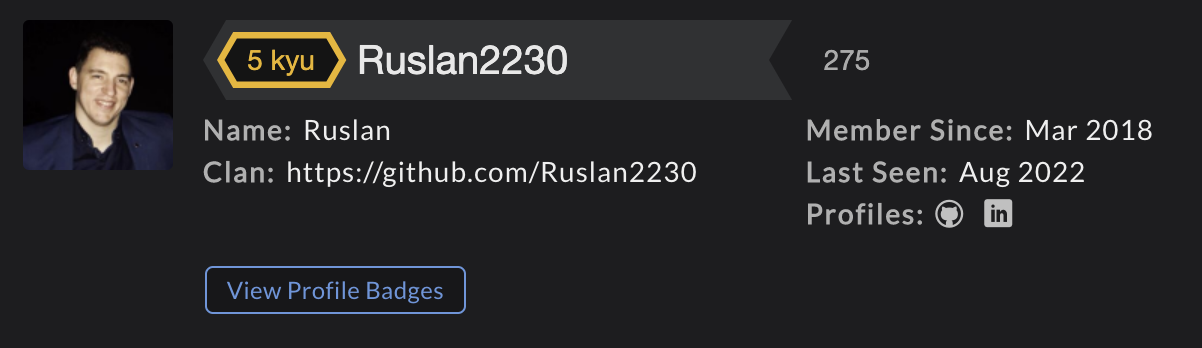 5 kyu Ruslan2230 275
Name: Ruslan
Clan: https://github.com/Ruslan2230
Member Since: Mar 2018
Last Seen: Aug 2022
Profiles: in
View Profile Badges